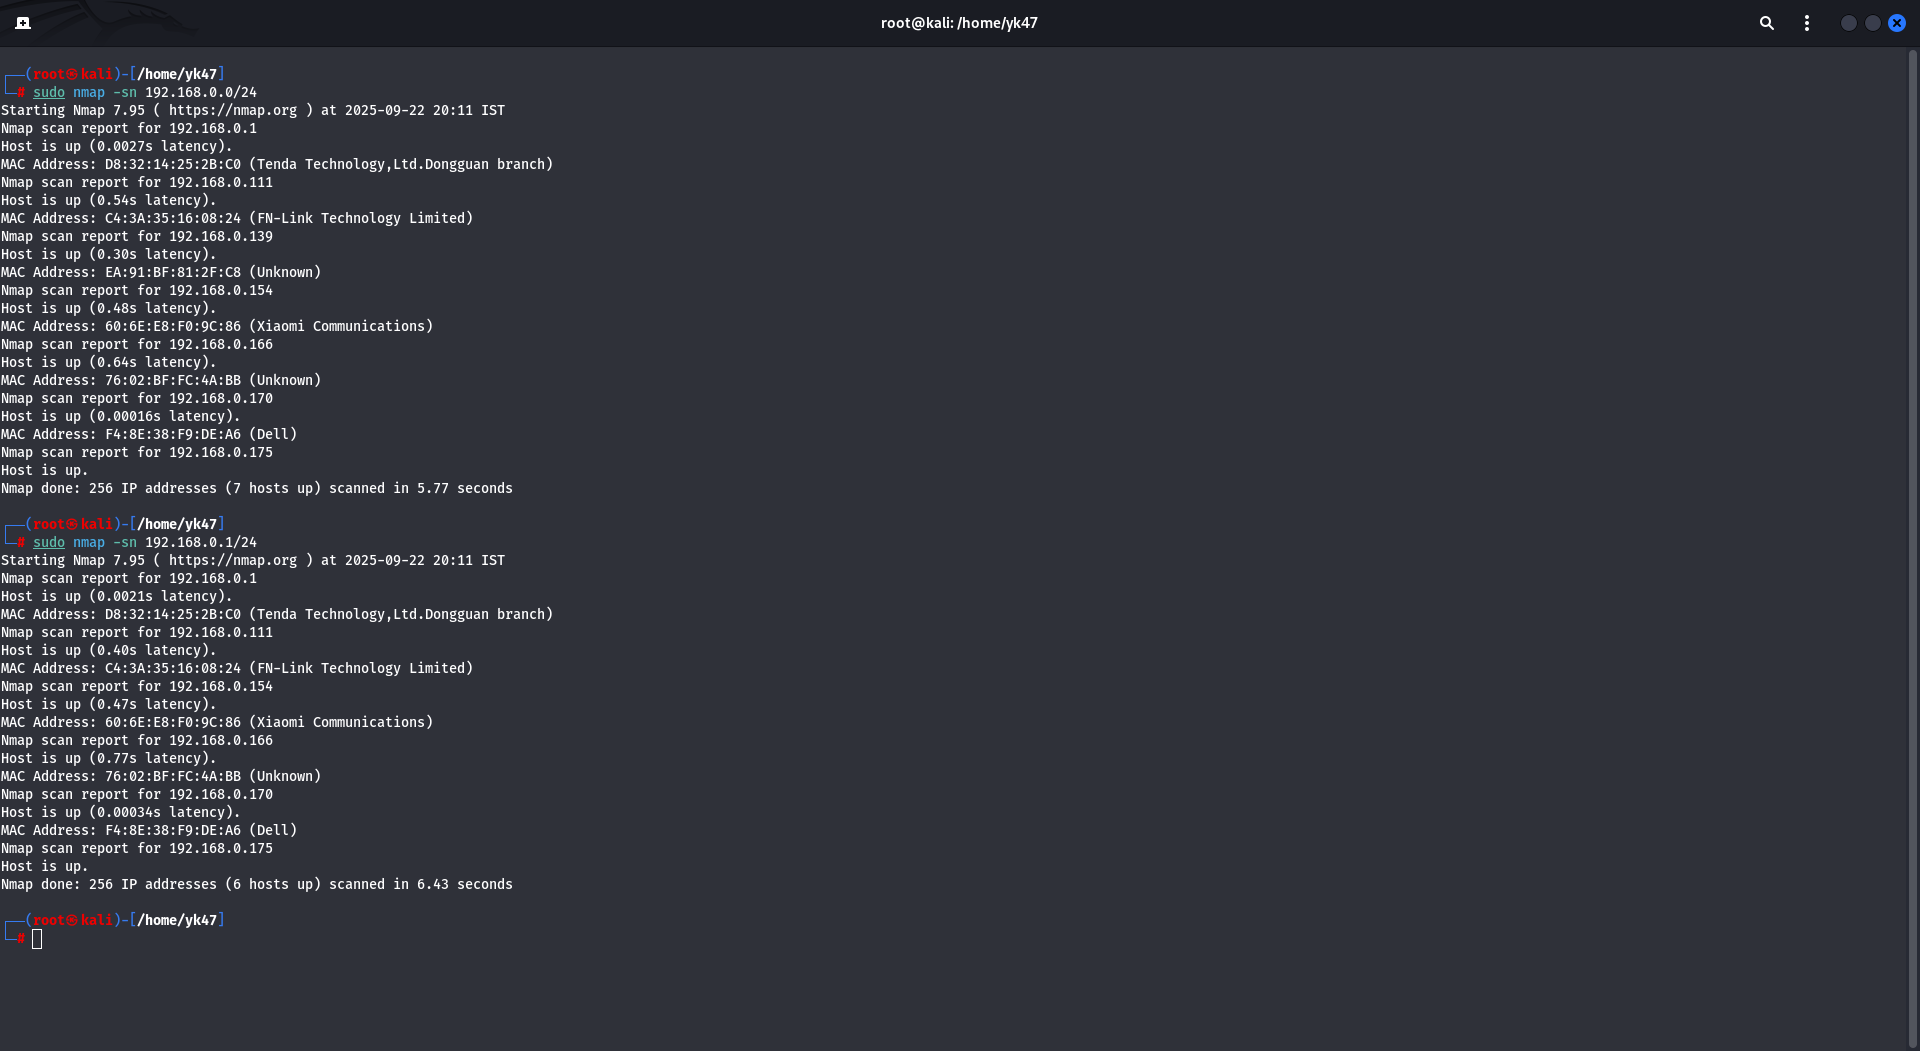 root@kali: /home/yk47
┌──(root㉿kali)-[/home/yk47]
└─# sudo nmap -sn 192.168.0.0/24
Starting Nmap 7.95 ( https://nmap.org ) at 2025-09-22 20:11 IST
Nmap scan report for 192.168.0.1
Host is up (0.0027s latency).
MAC Address: D8:32:14:25:2B:C0 (Tenda Technology,Ltd.Dongguan branch)
Nmap scan report for 192.168.0.111
Host is up (0.54s latency).
MAC Address: C4:3A:35:16:08:24 (FN-Link Technology Limited)
Nmap scan report for 192.168.0.139
Host is up (0.30s latency).
MAC Address: EA:91:BF:81:2F:C8 (Unknown)
Nmap scan report for 192.168.0.154
Host is up (0.48s latency).
MAC Address: 60:6E:E8:F0:9C:86 (Xiaomi Communications)
Nmap scan report for 192.168.0.166
Host is up (0.64s latency).
MAC Address: 76:02:BF:FC:4A:BB (Unknown)
Nmap scan report for 192.168.0.170
Host is up (0.00016s latency).
MAC Address: F4:8E:38:F9:DE:A6 (Dell)
Nmap scan report for 192.168.0.175
Host is up.
Nmap done: 256 IP addresses (7 hosts up) scanned in 5.77 seconds
┌──(root㉿kali)-[/home/yk47]
└─# sudo nmap -sn 192.168.0.1/24
Starting Nmap 7.95 ( https://nmap.org ) at 2025-09-22 20:11 IST
Nmap scan report for 192.168.0.1
Host is up (0.0021s latency).
MAC Address: D8:32:14:25:2B:C0 (Tenda Technology,Ltd.Dongguan branch)
Nmap scan report for 192.168.0.111
Host is up (0.40s latency).
MAC Address: C4:3A:35:16:08:24 (FN-Link Technology Limited)
Nmap scan report for 192.168.0.154
Host is up (0.47s latency).
MAC Address: 60:6E:E8:F0:9C:86 (Xiaomi Communications)
Nmap scan report for 192.168.0.166
Host is up (0.77s latency).
MAC Address: 76:02:BF:FC:4A:BB (Unknown)
Nmap scan report for 192.168.0.170
Host is up (0.00034s latency).
MAC Address: F4:8E:38:F9:DE:A6 (Dell)
Nmap scan report for 192.168.0.175
Host is up.
Nmap done: 256 IP addresses (6 hosts up) scanned in 6.43 seconds
┌──(root㉿kali)-[/home/yk47]
└─#